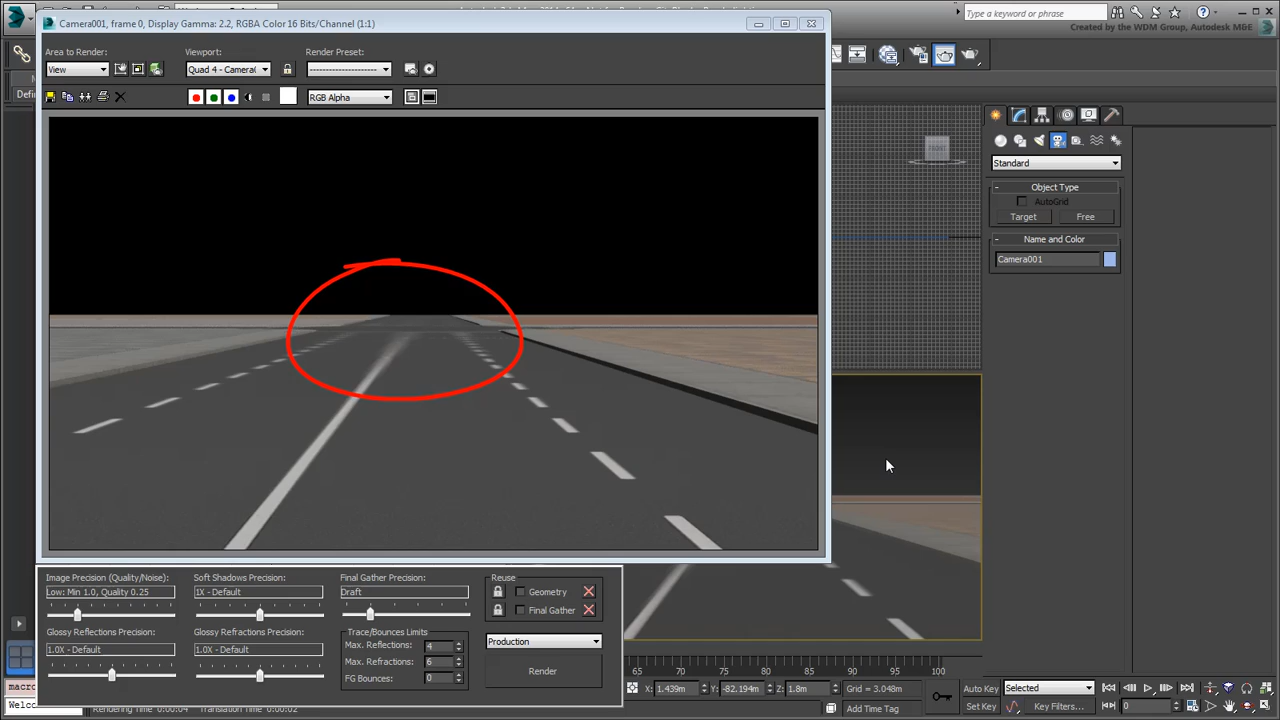 Camera001, frame 0, Display Gamma: 2.2, RGBA Color 16 Bits/Channel (1:1)
Type a keyword or phrase
Created by the WDM Group, Autodesk MGE
Area to Render:
Viewport:
Render Preset:
View
Quad 4 - Camera(
--------------------
RGB Alpha
Defin
FRONT
Standard
- Object Type
AutoGrid
Target
Free
- Name and Color
Camera001
Image Precision (Quality/Noise):
Soft Shadows Precision:
Final Gather Precision:
Reuse
Low: Min 1.0, Quality 0.25
1X - Default
Draft
Geometry
Final Gather
Glossy Reflections Precision:
Glossy Refractions Precision:
Trace/Bounces Limits
1.0X - Default
1.0X - Default
Max. Reflections: 4
Max. Refractions: 6
FG Bounces: 0
Production
Render
65 70 75 80 85 90 95 100
macro
Welco
Rendering Time 0:00:04 Translation Time 0:00:02
X: 1.439m Y: -82.194m Z: 1.8m Grid = 3.048m
Add Time Tag
Auto Key
Selected
Set Key
Key Filters...
0